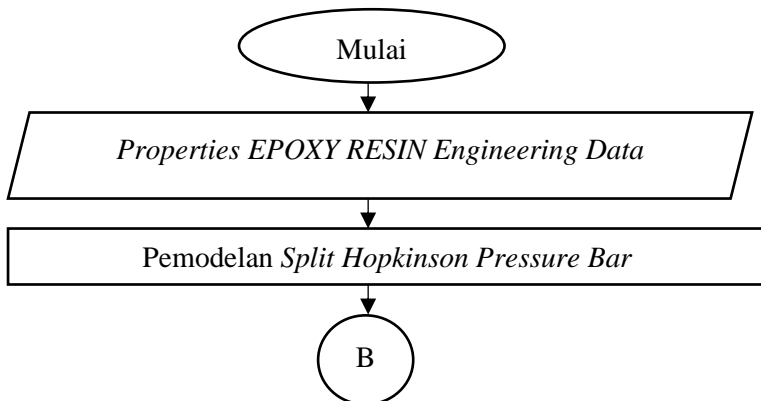 Mulai
Properties EPOXY RESIN Engineering Data
Pemodelan Split Hopkinson Pressure Bar
B